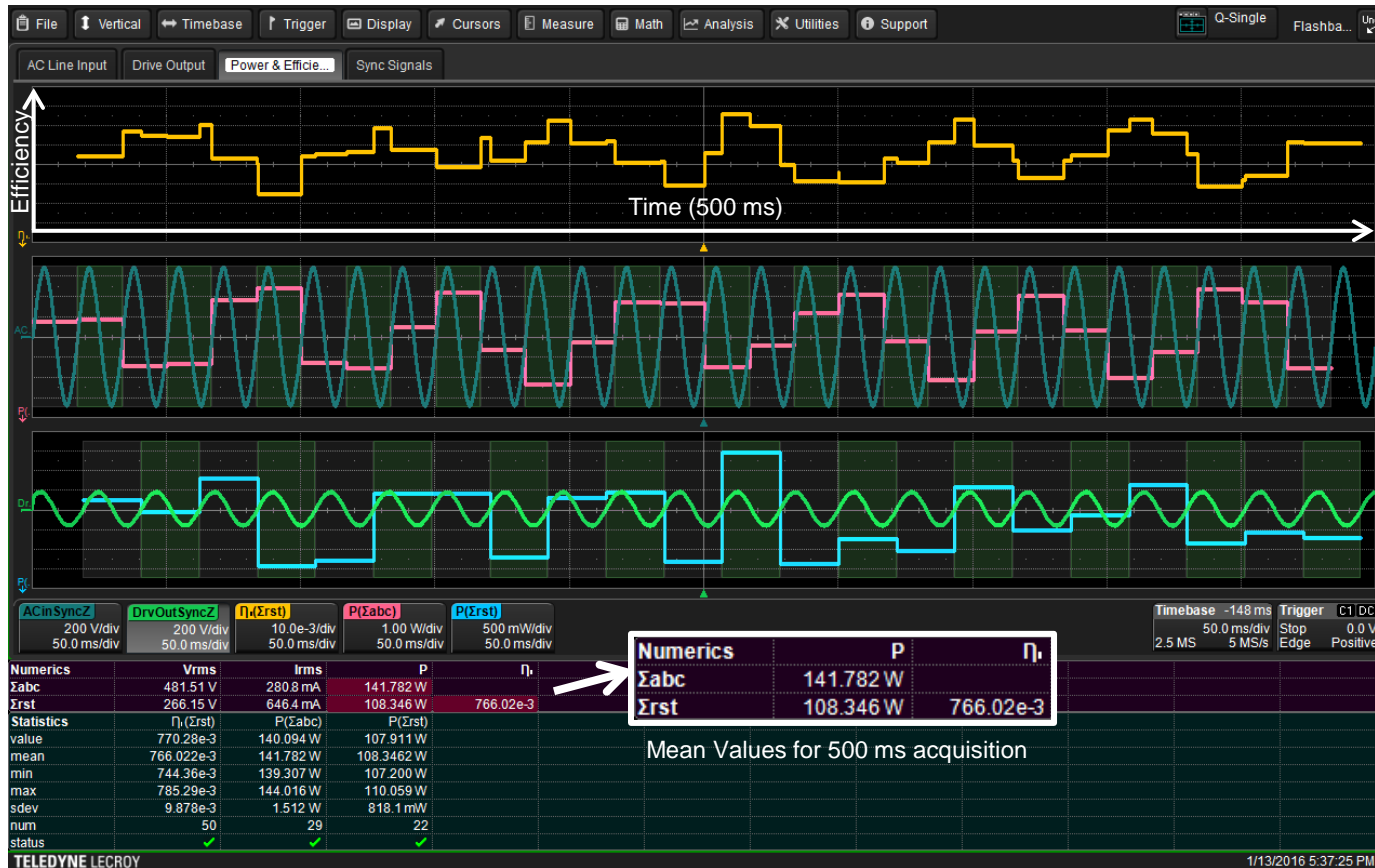 File Vertical Timebase Trigger Display Cursors Measure Math Analysis Utilities Support Q-Single Flashba... Un
AC Line Input Drive Output Power & Efficie... Sync Signals
Efficiency
Time (500 ms)
AC.
P(.
Dr.
P(.
ACinSyncZ DrvOutSyncZ η(Σrst) P(Σabc) P(Σrst) Timebase -148 ms Trigger C1 DC
200 V/div 200 V/div 10.0e-3/div 1.00 W/div 500 mW/div 50.0 ms/div Stop 0.0 V
50.0 ms/div 50.0 ms/div 50.0 ms/div 50.0 ms/div 50.0 ms/div 2.5 MS 5 MS/s Edge Positive
Numerics Vrms Irms P η
Σabc 481.51 V 280.8 mA 141.782 W
Σrst 266.15 V 646.4 mA 108.346 W 766.02e-3
Statistics η(Σrst) P(Σabc) P(Σrst)
value 770.28e-3 140.094 W 107.911 W
mean 766.022e-3 141.782 W 108.3462 W
min 744.36e-3 139.307 W 107.200 W
max 785.29e-3 144.016 W 110.059 W
sdev 9.878e-3 1.512 W 818.1 mW
num 50 29 22
status
Numerics P η
Σabc 141.782 W
Σrst 108.346 W 766.02e-3
Mean Values for 500 ms acquisition
TELEDYNE LECROY 1/13/2016 5:37:25 PM